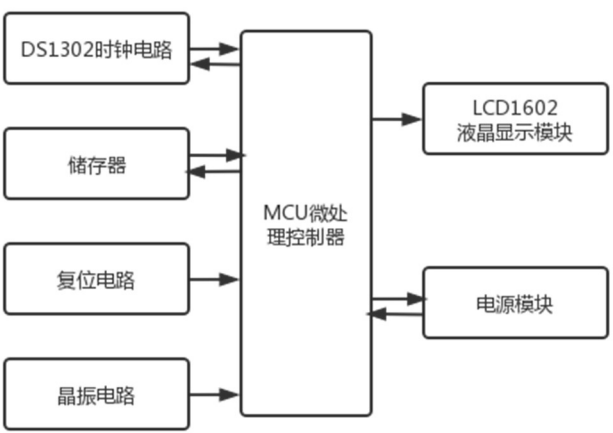 DS1302时钟电路
储存器
复位电路
晶振电路
MCU微处
理控制器
LCD1602
液晶显示模块
电源模块